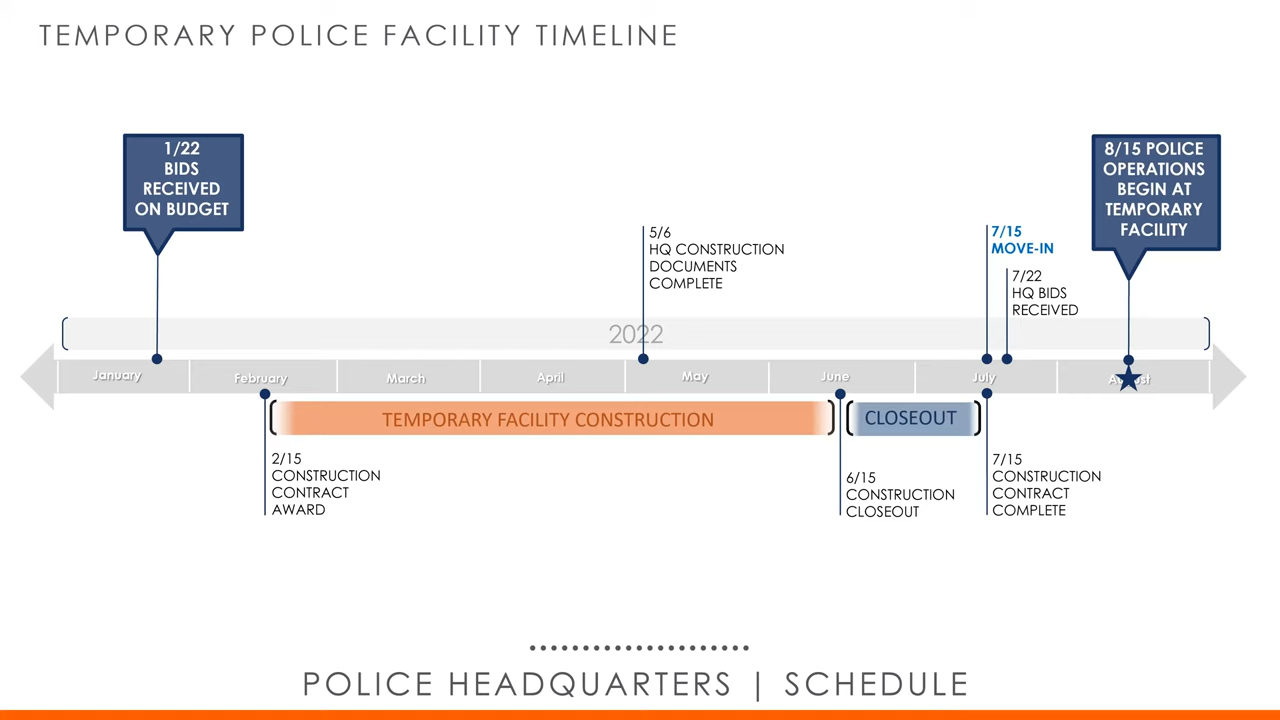 TEMPORARY POLICE FACILITY TIMELINE
1/22
BIDS
RECEIVED
ON BUDGET
8/15 POLICE
OPERATIONS
BEGIN AT
TEMPORARY
FACILITY
5/6
HQ CONSTRUCTION
DOCUMENTS
COMPLETE
7/15
MOVE-IN
7/22
HQ BIDS
RECEIVED
2022
January
February
March
April
May
June
July
August
TEMPORARY FACILITY CONSTRUCTION
CLOSEOUT
2/15
CONSTRUCTION
CONTRACT
AWARD
6/15
CONSTRUCTION
CLOSEOUT
7/15
CONSTRUCTION
CONTRACT
COMPLETE
POLICE HEADQUARTERS | SCHEDULE